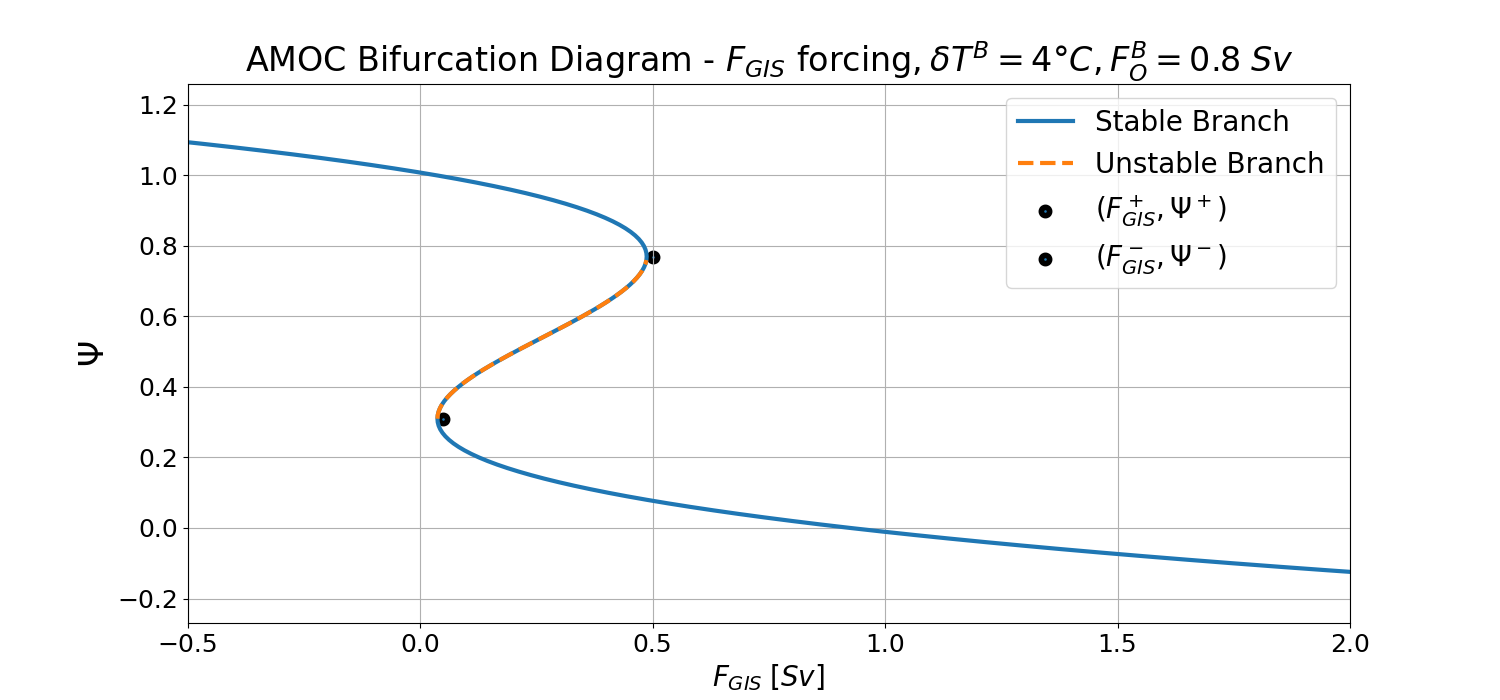 AMOC Bifurcation Diagram - $F_{GIS}$ forcing, $\delta T^B = 4°C, F_O^B = 0.8\ Sv$
1.2
1.0
0.8
0.6
0.4
0.2
0.0
−0.2
Ψ
Stable Branch
Unstable Branch
$(F_{GIS}^+, Ψ^+)$
$(F_{GIS}^-, Ψ^-)$
−0.5 0.0 0.5 1.0 1.5 2.0
$F_{GIS}$ [$Sv$]